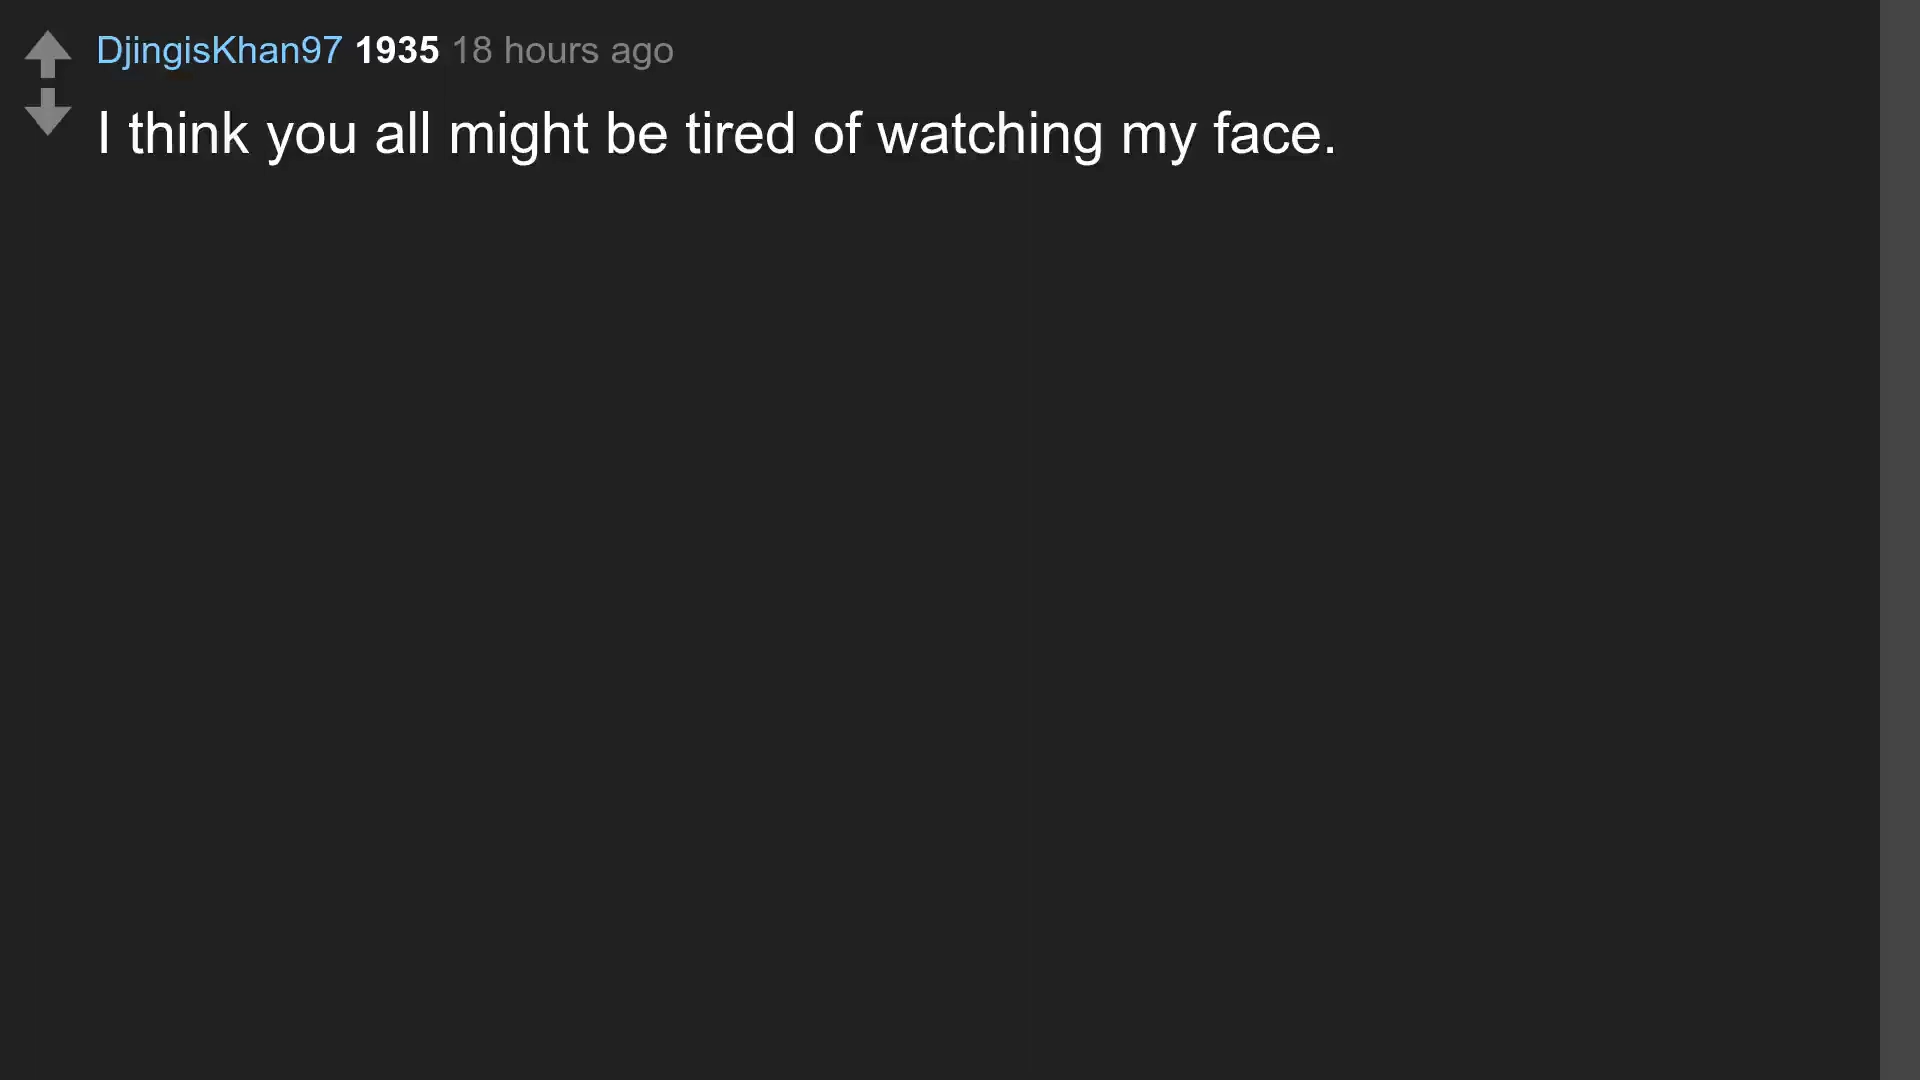 DjingisKhan97 1935 18 hours ago
I think you all might be tired of watching my face.